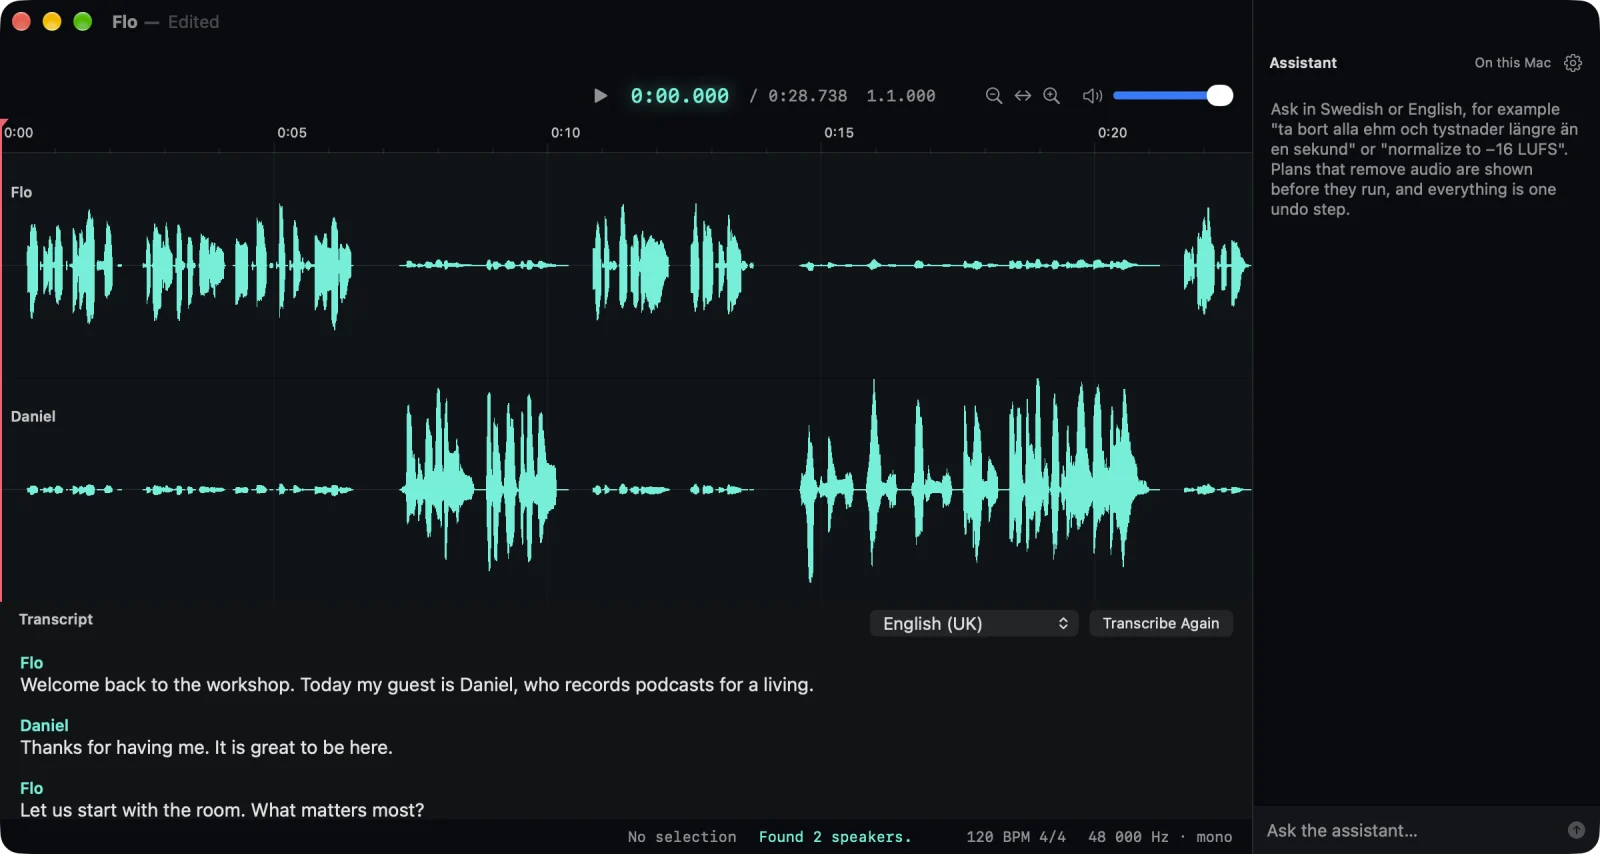 Flo — Edited
0:00.000 / 0:28.738 1.1.000
0:00 0:05 0:10 0:15 0:20
Flo
Daniel
Transcript
English (UK)
Transcribe Again
Flo
Welcome back to the workshop. Today my guest is Daniel, who records podcasts for a living.
Daniel
Thanks for having me. It is great to be here.
Flo
Let us start with the room. What matters most?
No selection Found 2 speakers. 120 BPM 4/4 48 000 Hz · mono
Assistant
On this Mac
Ask in Swedish or English, for example
"ta bort alla ehm och tystnader längre än
en sekund" or "normalize to −16 LUFS".
Plans that remove audio are shown
before they run, and everything is one
undo step.
Ask the assistant...